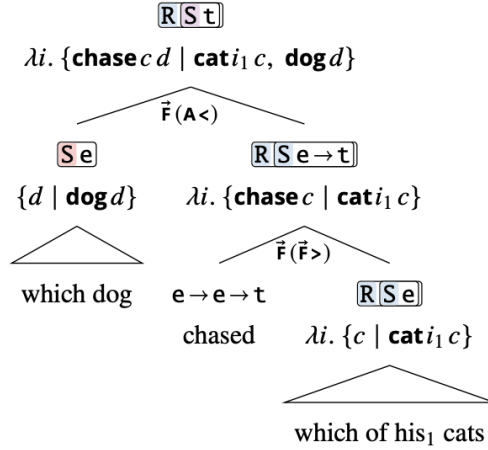 R S t
λi. {chase c d | cat i₁ c, dog d}
F⃗ (A<)
S e R S e → t
{d | dog d} λi. {chase c | cat i₁ c}
F⃗ (F⃗ >)
which dog e → e → t R S e
chased λi. {c | cat i₁ c}
which of his₁ cats